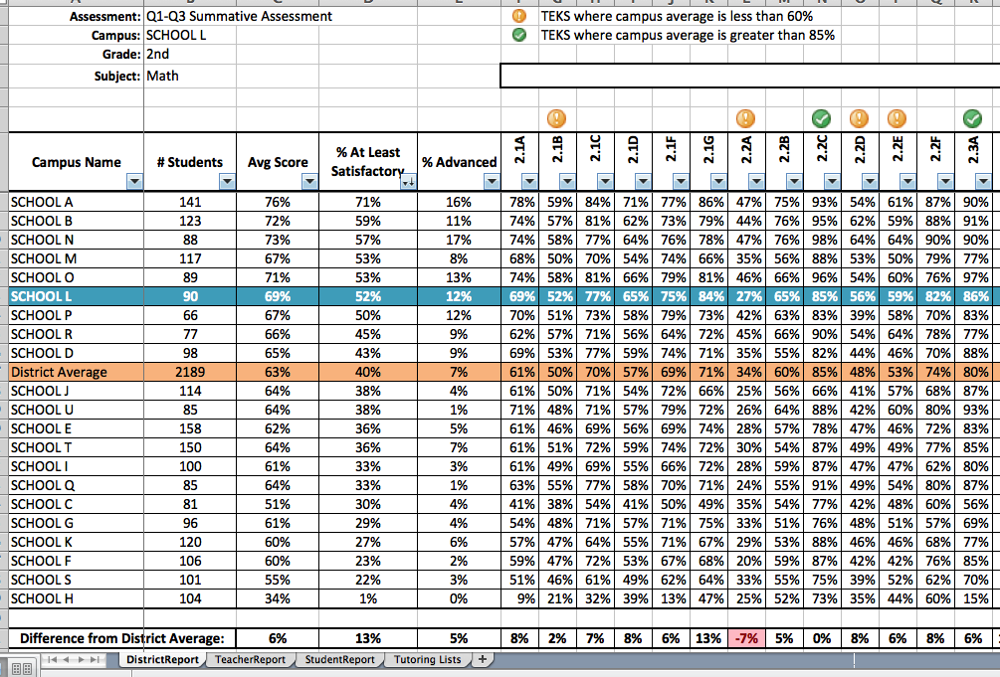 Assessment: Q1-Q3 Summative Assessment TEKS where campus average is less than 60%
Campus: SCHOOL L TEKS where campus average is greater than 85%
Grade: 2nd
Subject: Math
Campus Name # Students Avg Score % At Least Satisfactory % Advanced 2.1A 2.1B 2.1C 2.1D 2.1F 2.1G 2.2A 2.2B 2.2C 2.2D 2.2E 2.2F 2.3A
SCHOOL A 141 76% 71% 16% 78% 59% 84% 71% 77% 86% 47% 75% 93% 54% 61% 87% 90%
SCHOOL B 123 72% 59% 11% 74% 57% 81% 62% 73% 79% 44% 76% 95% 62% 59% 88% 91%
SCHOOL N 88 73% 57% 17% 74% 58% 77% 64% 76% 78% 47% 76% 98% 64% 64% 90% 90%
SCHOOL M 117 67% 53% 8% 68% 50% 70% 54% 74% 66% 35% 56% 88% 53% 50% 79% 77%
SCHOOL O 89 71% 53% 13% 74% 58% 81% 66% 79% 81% 46% 66% 96% 54% 60% 76% 97%
SCHOOL L 90 69% 52% 12% 69% 52% 77% 65% 75% 84% 27% 65% 85% 56% 59% 82% 86%
SCHOOL P 66 67% 50% 12% 70% 51% 73% 58% 79% 73% 42% 63% 83% 39% 58% 70% 83%
SCHOOL R 77 66% 45% 9% 62% 57% 71% 56% 64% 72% 45% 66% 90% 54% 64% 78% 77%
SCHOOL D 98 65% 43% 9% 69% 53% 77% 59% 74% 71% 35% 55% 82% 44% 46% 70% 88%
District Average 2189 63% 40% 7% 61% 50% 70% 57% 69% 71% 34% 60% 85% 48% 53% 74% 80%
SCHOOL J 114 64% 38% 4% 61% 50% 71% 54% 72% 66% 25% 56% 66% 41% 57% 68% 87%
SCHOOL U 85 64% 38% 1% 71% 48% 71% 57% 79% 72% 26% 64% 88% 42% 60% 80% 93%
SCHOOL E 158 62% 36% 5% 61% 46% 69% 56% 69% 74% 28% 57% 78% 47% 46% 72% 83%
SCHOOL T 150 64% 36% 7% 61% 51% 72% 59% 74% 72% 30% 54% 87% 49% 49% 77% 85%
SCHOOL I 100 61% 33% 3% 61% 49% 69% 55% 66% 72% 28% 59% 87% 47% 47% 62% 80%
SCHOOL Q 85 64% 33% 1% 63% 55% 77% 58% 70% 71% 24% 55% 91% 49% 54% 80% 87%
SCHOOL C 81 51% 30% 4% 41% 38% 54% 41% 50% 49% 35% 54% 77% 42% 48% 60% 56%
SCHOOL G 96 61% 29% 4% 54% 48% 71% 57% 71% 75% 33% 51% 76% 48% 51% 57% 69%
SCHOOL K 120 60% 27% 6% 57% 47% 64% 55% 71% 67% 29% 53% 88% 46% 46% 68% 77%
SCHOOL F 106 60% 23% 2% 59% 47% 72% 53% 67% 68% 20% 59% 87% 42% 42% 76% 85%
SCHOOL S 101 55% 22% 3% 51% 46% 61% 49% 62% 64% 33% 55% 75% 39% 52% 62% 70%
SCHOOL H 104 34% 1% 0% 9% 21% 32% 39% 13% 47% 25% 52% 73% 35% 44% 60% 15%
Difference from District Average: 6% 13% 5% 8% 2% 7% 8% 6% 13% -7% 5% 0% 8% 6% 8% 6%
DistrictReport TeacherReport StudentReport Tutoring Lists +